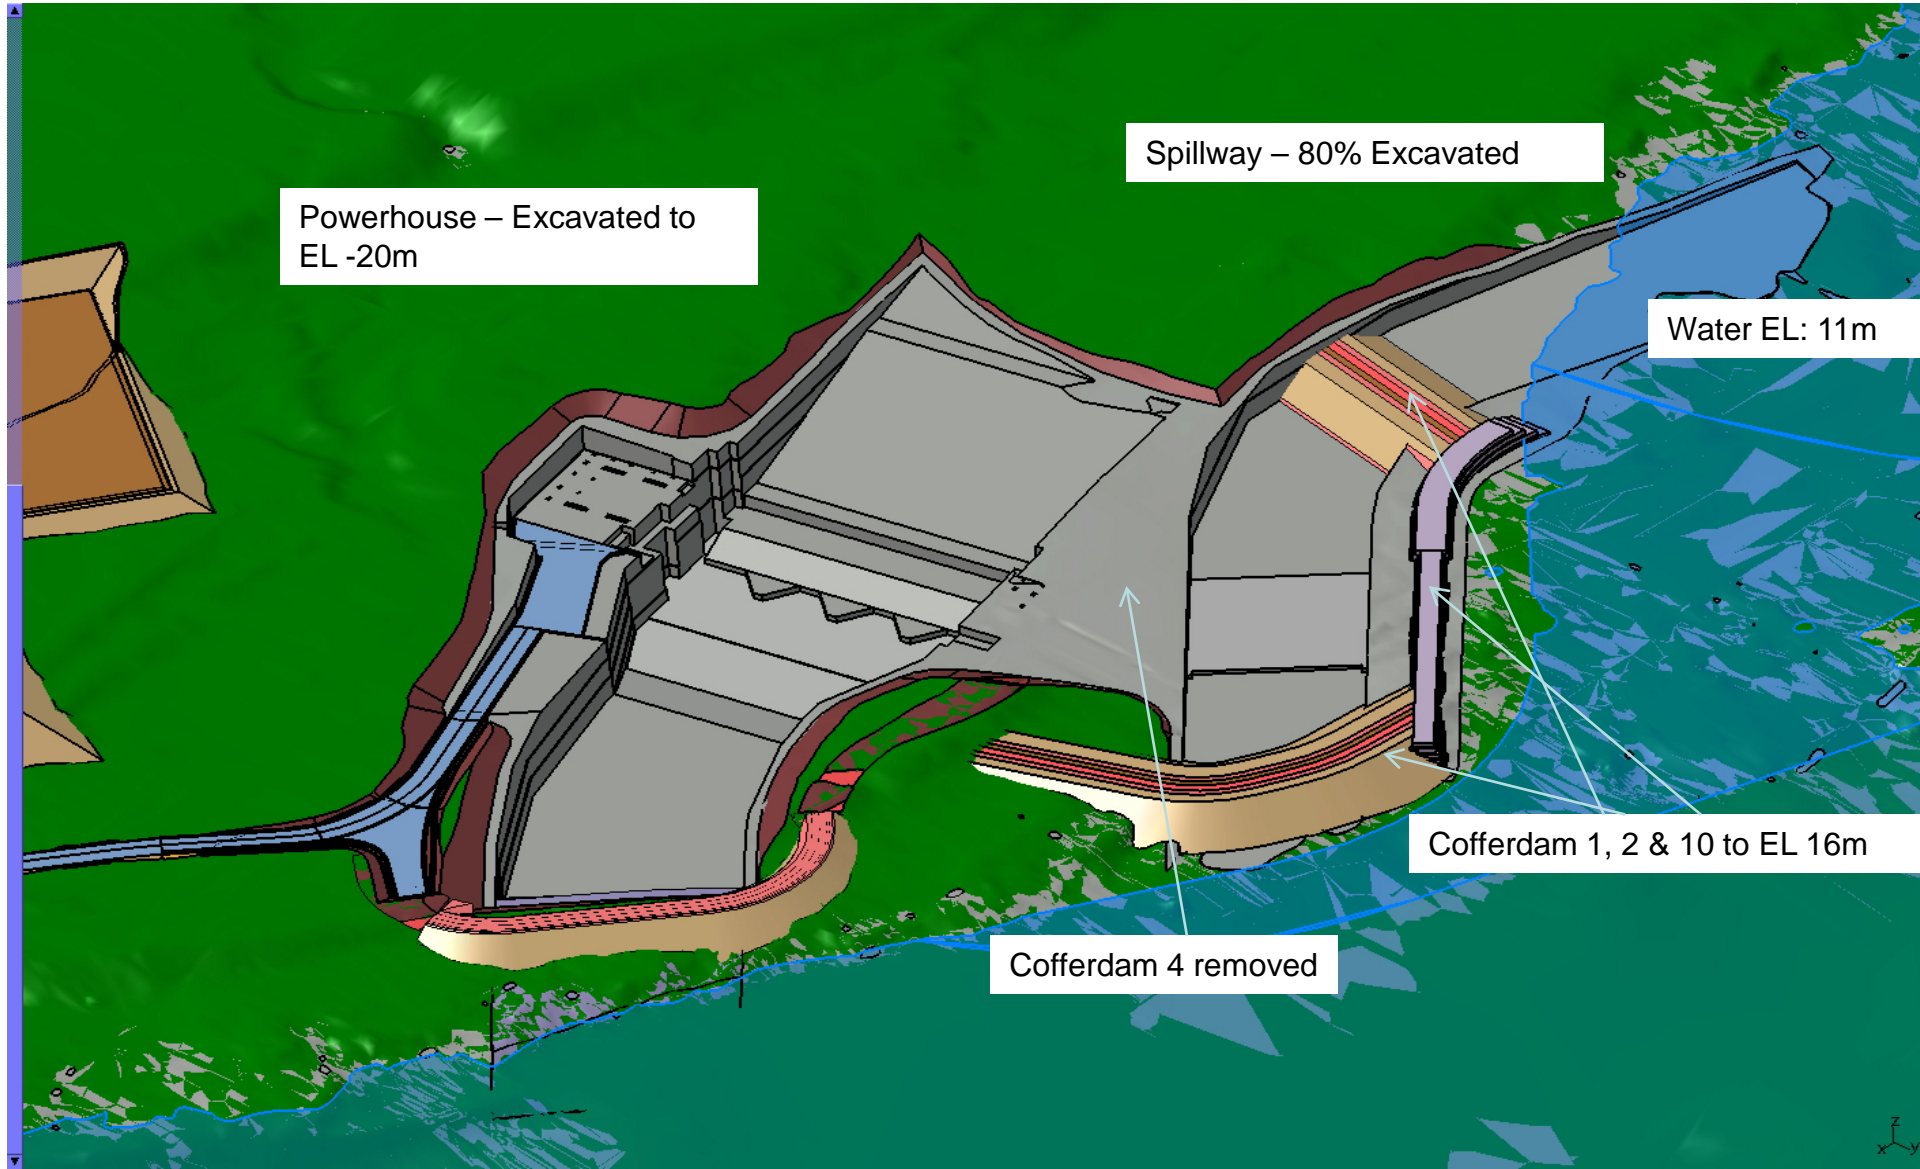 Spillway – 80% Excavated
Powerhouse – Excavated to
EL -20m
Water EL: 11m
Cofferdam 1, 2 & 10 to EL 16m
Cofferdam 4 removed
z
x
y